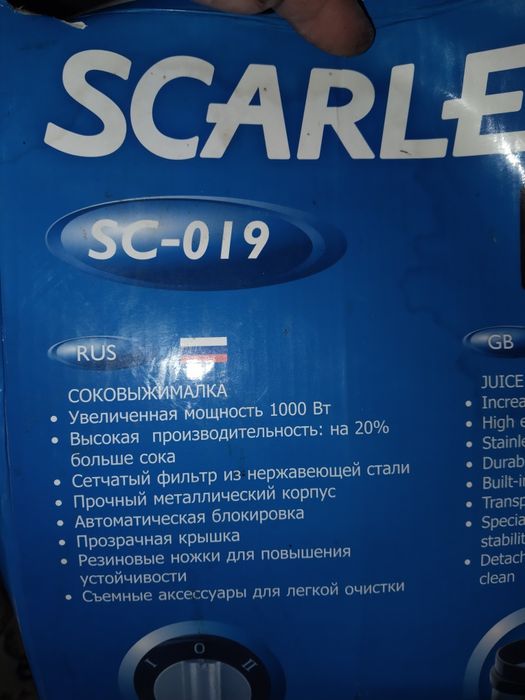 SCARLE
SC-019
RUS
СОКОВЫЖИМАЛКА
• Увеличенная мощность 1000 Вт
• Высокая производительность: на 20%
больше сока
• Сетчатый фильтр из нержавеющей стали
• Прочный металлический корпус
• Автоматическая блокировка
• Прозрачная крышка
• Резиновые ножки для повышения
устойчивости
• Съемные аксессуары для легкой очистки
I O II
GB
JUICE
• Increa
• High e
• Stainle
• Durab
• Built-i
• Transp
• Specia
stabilit
• Detach
clean